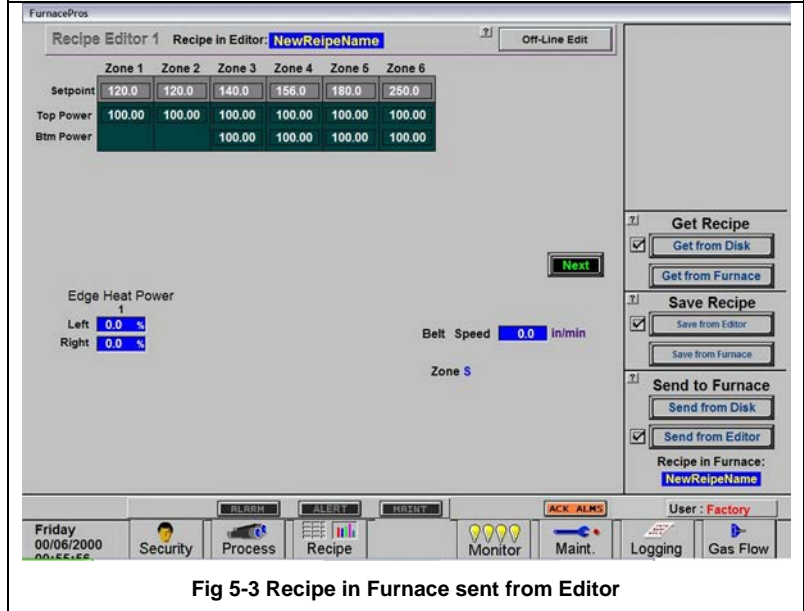 FurnacePros
Recipe Editor 1 Recipe in Editor: NewReipeName ? Off-Line Edit
Zone 1 Zone 2 Zone 3 Zone 4 Zone 5 Zone 6
Setpoint 120.0 120.0 140.0 156.0 180.0 250.0
Top Power 100.00 100.00 100.00 100.00 100.00 100.00
Btm Power 100.00 100.00 100.00 100.00
? Get Recipe
Get from Disk
Next
Get from Furnace
Edge Heat Power
1
Left 0.0 %
Right 0.0 %
Belt Speed 0.0 in/min
Zone S
? Save Recipe
Save from Editor
Save from Furnace
? Send to Furnace
Send from Disk
Send from Editor
Recipe in Furnace:
NewReipeName
ALARM ALERT MAINT ACK ALMS User : Factory
Friday
00/06/2000
Security Process Recipe Monitor Maint. Logging Gas Flow
Fig 5-3 Recipe in Furnace sent from Editor